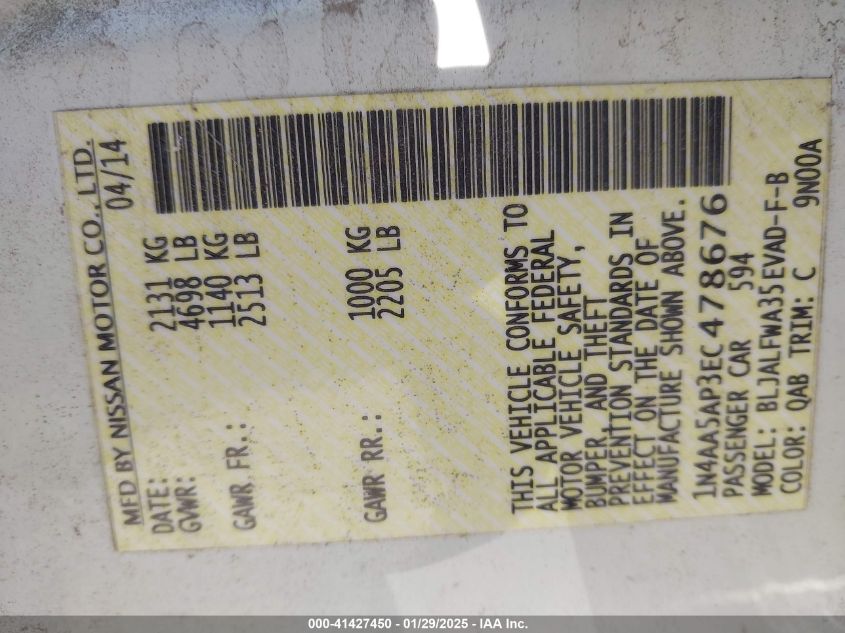 MFD BY NISSAN MOTOR CO., LTD.
DATE: 04/14
GVWR: 2131 KG
4698 LB
GAWR FR.: 1140 KG
2513 LB
GAWR RR.: 1000 KG
2205 LB
THIS VEHICLE CONFORMS TO
ALL APPLICABLE FEDERAL
MOTOR VEHICLE SAFETY,
BUMPER, AND THEFT
PREVENTION STANDARDS IN
EFFECT ON THE DATE OF
MANUFACTURE SHOWN ABOVE.
1N4AA5AP3EC478676
PASSENGER CAR 594
MODEL: BLJALFWA35EVAD-F-B
COLOR: QAB TRIM: C 9N00A
000-41427450 - 01/29/2025 - IAA Inc.